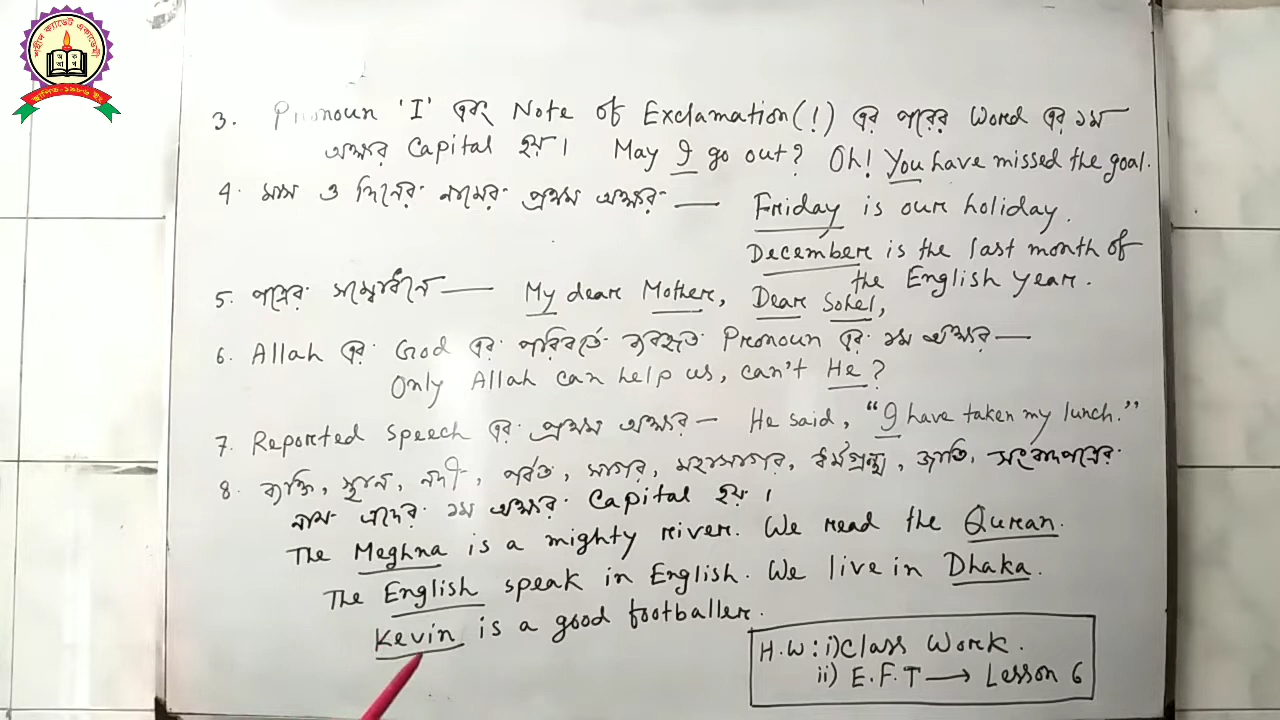 শহীদ ক্যাডেট একাডেমী
স্থাপিত-১৯৮৬ ইং
3. Pronoun 'I' এবং Note of Exclamation(!) এর পরের Word এর ১ম
অক্ষর Capital হয়। May I go out? Oh! You have missed the goal.
4. মাস ও দিনের নামের প্রথম অক্ষর — Friday is our holiday.
December is the last month of
the English year.
5. পত্রের সম্বোধনে — My dear Mother, Dear Sohel,
6. Allah এর God এর পরিবর্তে ব্যবহৃত Pronoun এর ১ম অক্ষর —
Only Allah can help us, can't He?
7. Reported speech এর প্রথম অক্ষর — He said, "I have taken my lunch."
8. ব্যক্তি, স্থান, নদী, পর্বত, সাগর, মহাসাগর, ধর্মগ্রন্থ, জাতি, সংবাদপত্রের
নাম এদের ১ম অক্ষর Capital হয়।
The Meghna is a mighty river. We read the Quran.
The English speak in English. We live in Dhaka.
Kevin is a good footballer.
H.W: i) Class Work.
ii) E.F.T → Lesson 6